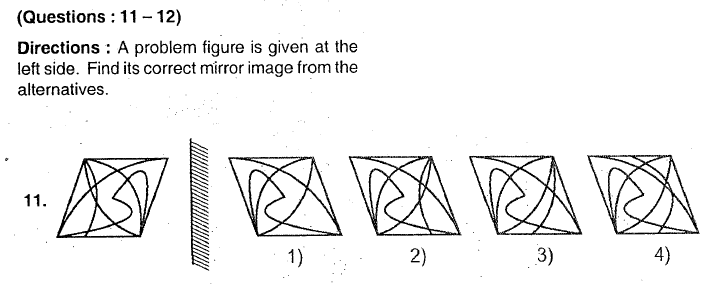 (Questions : 11 – 12)
Directions : A problem figure is given at the
left side. Find its correct mirror image from the
alternatives.
11.
1) 2) 3) 4)